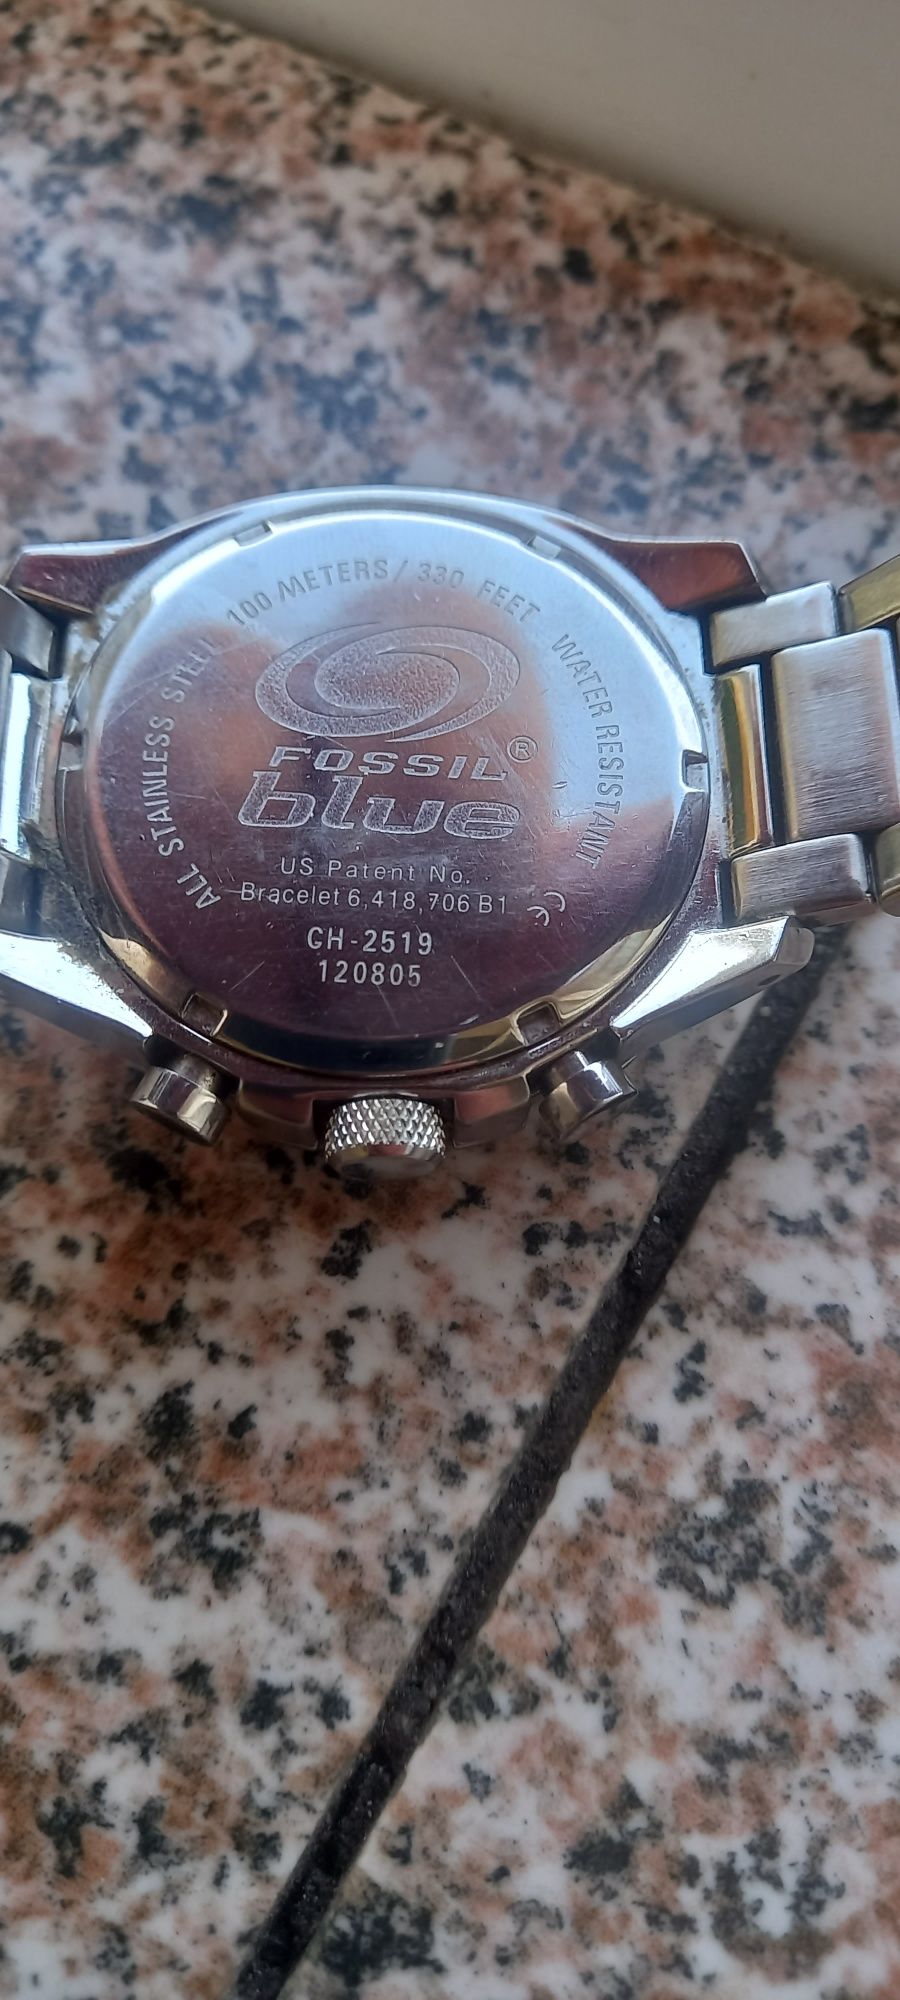 ALL STAINLESS STEEL 100 METERS / 330 FEET WATER RESISTANT
FOSSIL®
blue
US Patent No.
Bracelet 6,418,706 B1 CE
CH-2519
120805